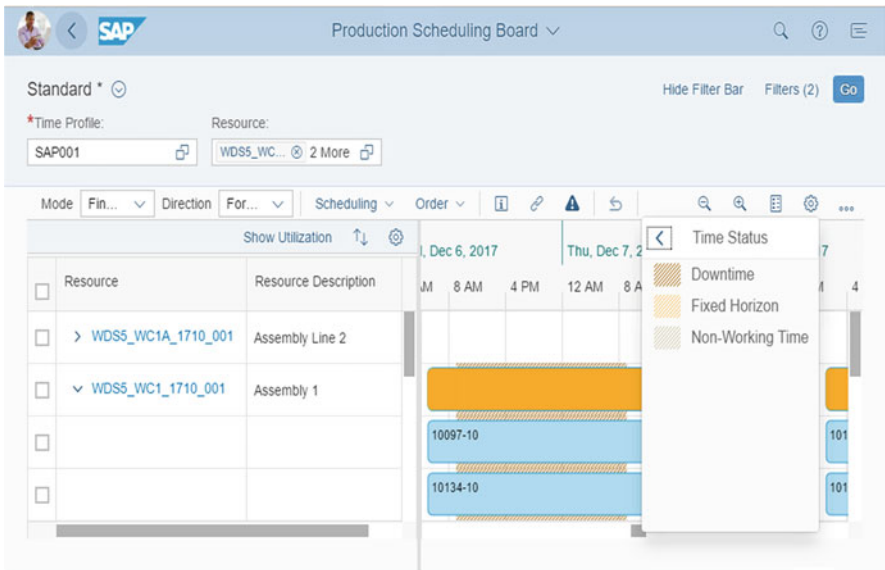 SAP
Production Scheduling Board
Standard *
Hide Filter Bar Filters (2) Go
*Time Profile: Resource:
SAP001 WDS5_WC... 2 More
Mode Fin... Direction For... Scheduling Order
Show Utilization
, Dec 6, 2017 Thu, Dec 7, 2 7
Resource Resource Description
AM 8 AM 4 PM 12 AM 8 A 4
WDS5_WC1A_1710_001 Assembly Line 2
WDS5_WC1_1710_001 Assembly 1
10097-10 101
10134-10 101
Time Status
Downtime
Fixed Horizon
Non-Working Time